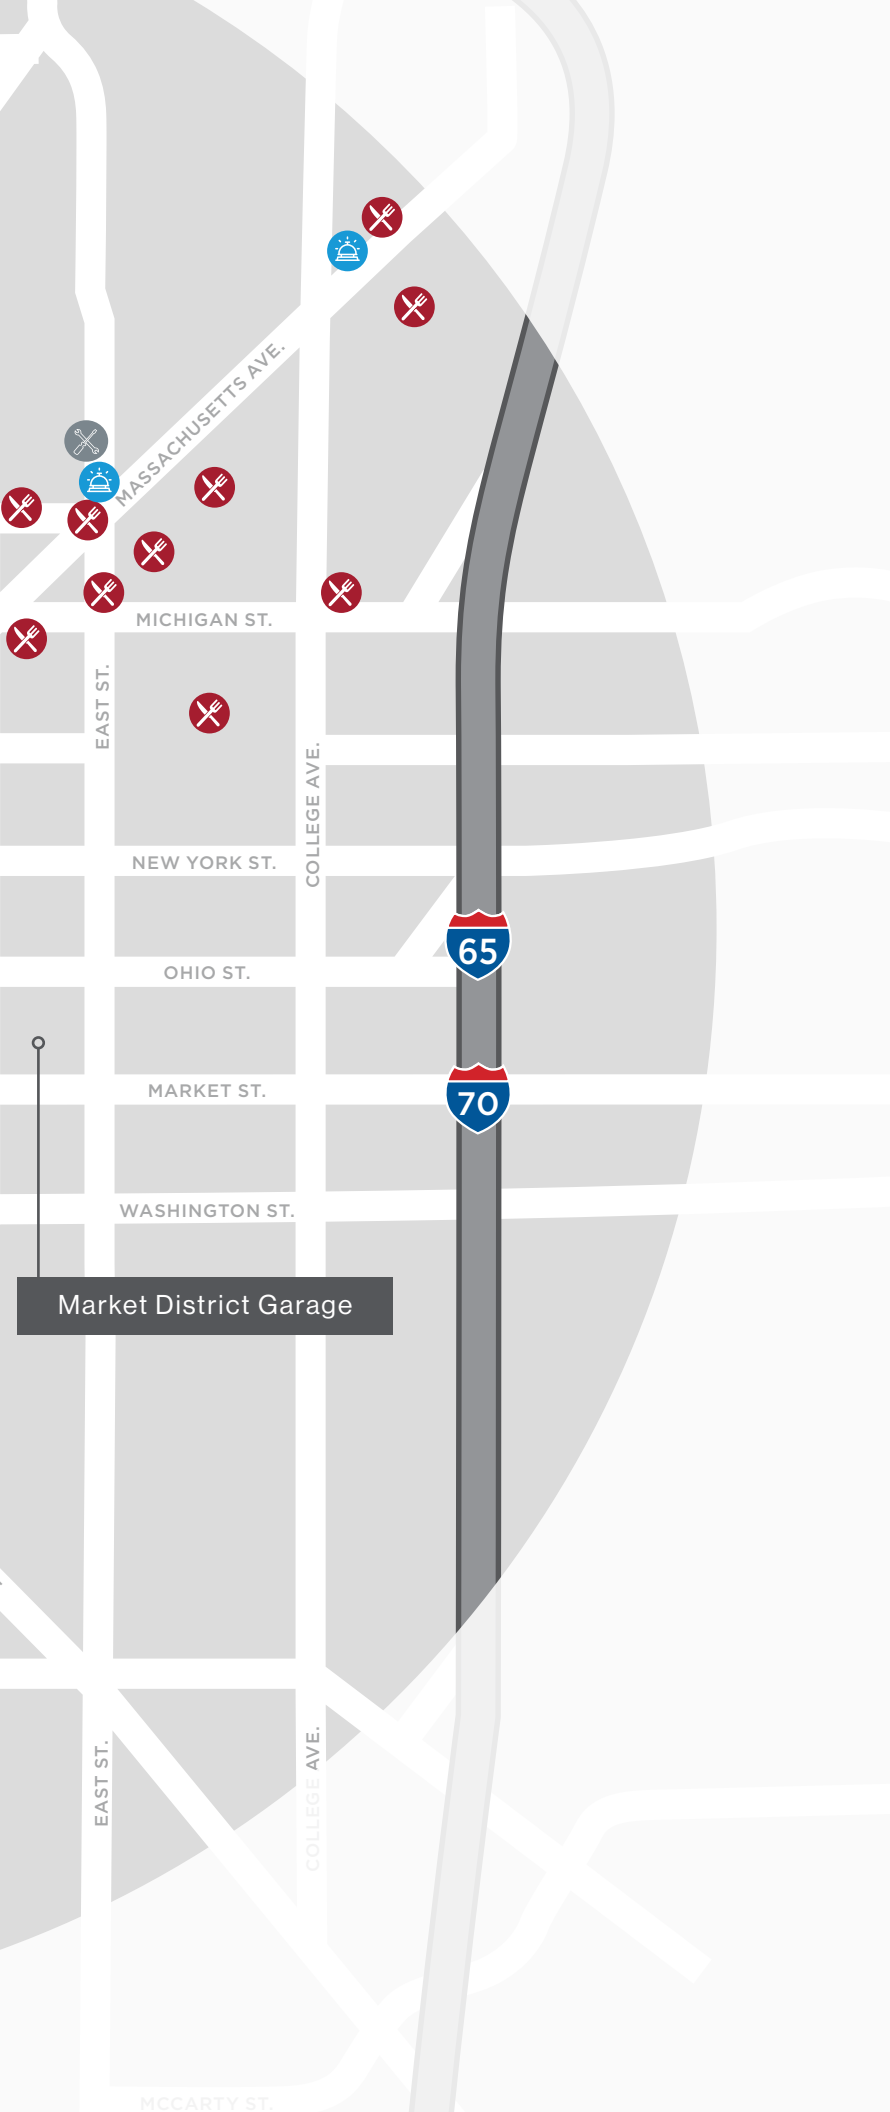 MASSACHUSETTS AVE.
MICHIGAN ST.
EAST ST.
COLLEGE AVE.
NEW YORK ST.
65
OHIO ST.
MARKET ST.
70
WASHINGTON ST.
Market District Garage
EAST ST.
COLLEGE AVE.
MCCARTY ST.